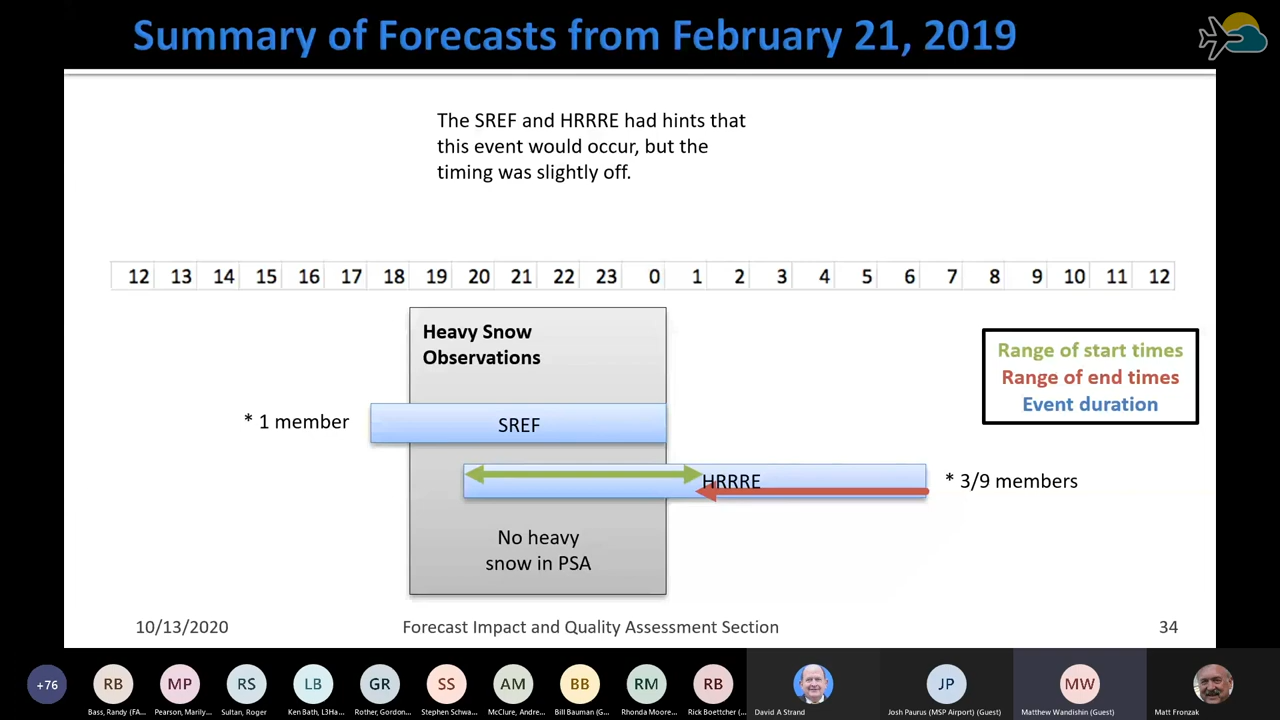 Summary of Forecasts from February 21, 2019
The SREF and HRRRE had hints that
this event would occur, but the
timing was slightly off.
12 13 14 15 16 17 18 19 20 21 22 23 0 1 2 3 4 5 6 7 8 9 10 11 12
Heavy Snow
Observations
Range of start times
Range of end times
Event duration
* 1 member
SREF
HRRRE
* 3/9 members
No heavy
snow in PSA
10/13/2020
Forecast Impact and Quality Assessment Section
34
+76
RB
MP
RS
LB
GR
SS
AM
BB
RM
RB
JP
MW
Bass, Randy (FA...
Pearson, Marily...
Sultan, Roger
Ken Bath, L3Ha...
Rother, Gordon...
Stephen Schwa...
McClure, Andre...
Bill Bauman (G...
Rhonda Moore...
Rick Boettcher (...
David A Strand
Josh Paurus (MSP Airport) (Guest)
Matthew Wandishin (Guest)
Matt Fronzak